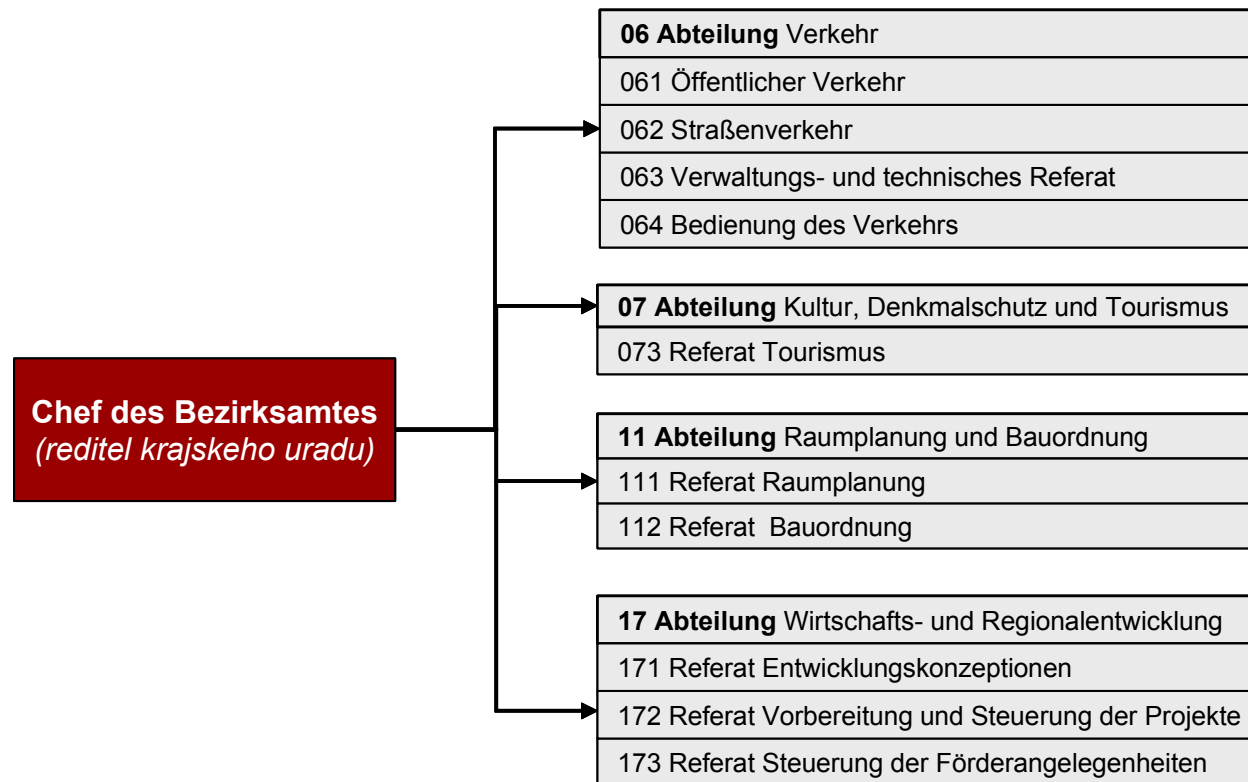 06 Abteilung Verkehr
061 Öffentlicher Verkehr
062 Straßenverkehr
063 Verwaltungs- und technisches Referat
064 Bedienung des Verkehrs
07 Abteilung Kultur, Denkmalschutz und Tourismus
073 Referat Tourismus
Chef des Bezirksamtes
(reditel krajskeho uradu)
11 Abteilung Raumplanung und Bauordnung
111 Referat Raumplanung
112 Referat Bauordnung
17 Abteilung Wirtschafts- und Regionalentwicklung
171 Referat Entwicklungskonzeptionen
172 Referat Vorbereitung und Steuerung der Projekte
173 Referat Steuerung der Förderangelegenheiten